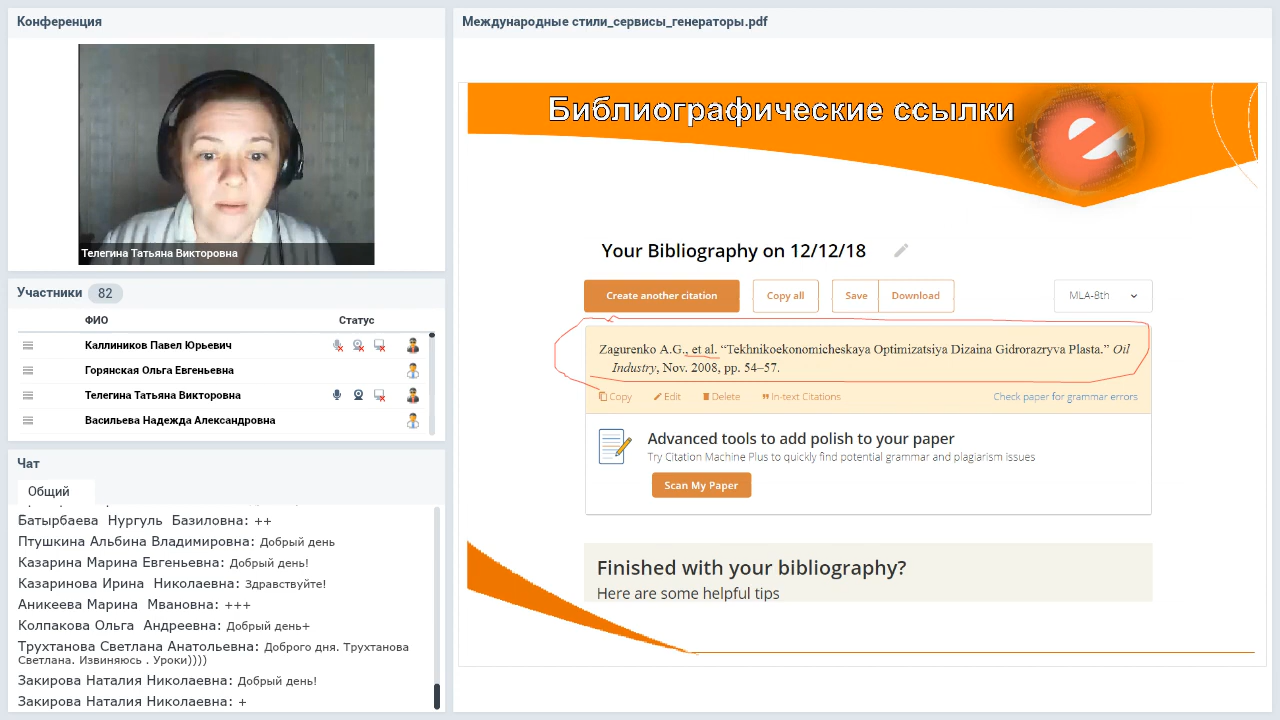 Конференция
Телегина Татьяна Викторовна
Участники 82
ФИО Статус
Каллиников Павел Юрьевич
Горянская Ольга Евгеньевна
Телегина Татьяна Викторовна
Васильева Надежда Александровна
Чат
Общий
Батырбаева Нургуль Базиловна: ++
Птушкина Альбина Владимировна: Добрый день
Казарина Марина Евгеньевна: Добрый день!
Казаринова Ирина Николаевна: Здравствуйте!
Аникеева Марина Мвановна: +++
Колпакова Ольга Андреевна: Добрый день+
Трухтанова Светлана Анатольевна: Доброго дня. Трухтанова
Светлана. Извиняюсь . Уроки))))
Закирова Наталия Николаевна: Добрый день!
Закирова Наталия Николаевна: +
Международные стили_сервисы_генераторы.pdf
Библиографические ссылки
Your Bibliography on 12/12/18
Create another citation Copy all Save Download MLA-8th
Zagurenko A.G., et al. “Tekhnikoekonomicheskaya Optimizatsiya Dizaina Gidrorazryva Plasta.” Oil
Industry, Nov. 2008, pp. 54–57.
Copy Edit Delete In-text Citations Check paper for grammar errors
Advanced tools to add polish to your paper
Try Citation Machine Plus to quickly find potential grammar and plagiarism issues
Scan My Paper
Finished with your bibliography?
Here are some helpful tips